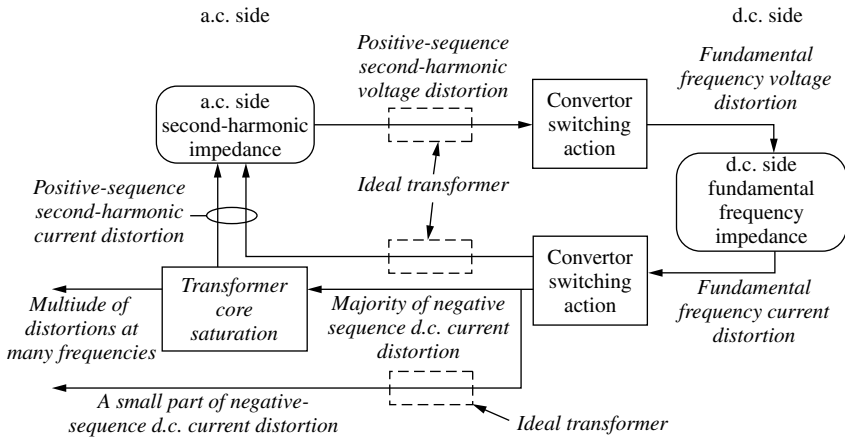 a.c. side
d.c. side
Positive-sequence
second-harmonic
voltage distortion
Fundamental
frequency voltage
distortion
a.c. side
second-harmonic
impedance
Convertor
switching
action
Ideal transformer
d.c. side
fundamental
frequency
impedance
Positive-sequence
second-harmonic
current distortion
Transformer
core
saturation
Convertor
switching
action
Multiude of
distortions at
many frequencies
Majority of negative
sequence d.c. current
distortion
Fundamental
frequency current
distortion
A small part of negative-
sequence d.c. current distortion
Ideal transformer